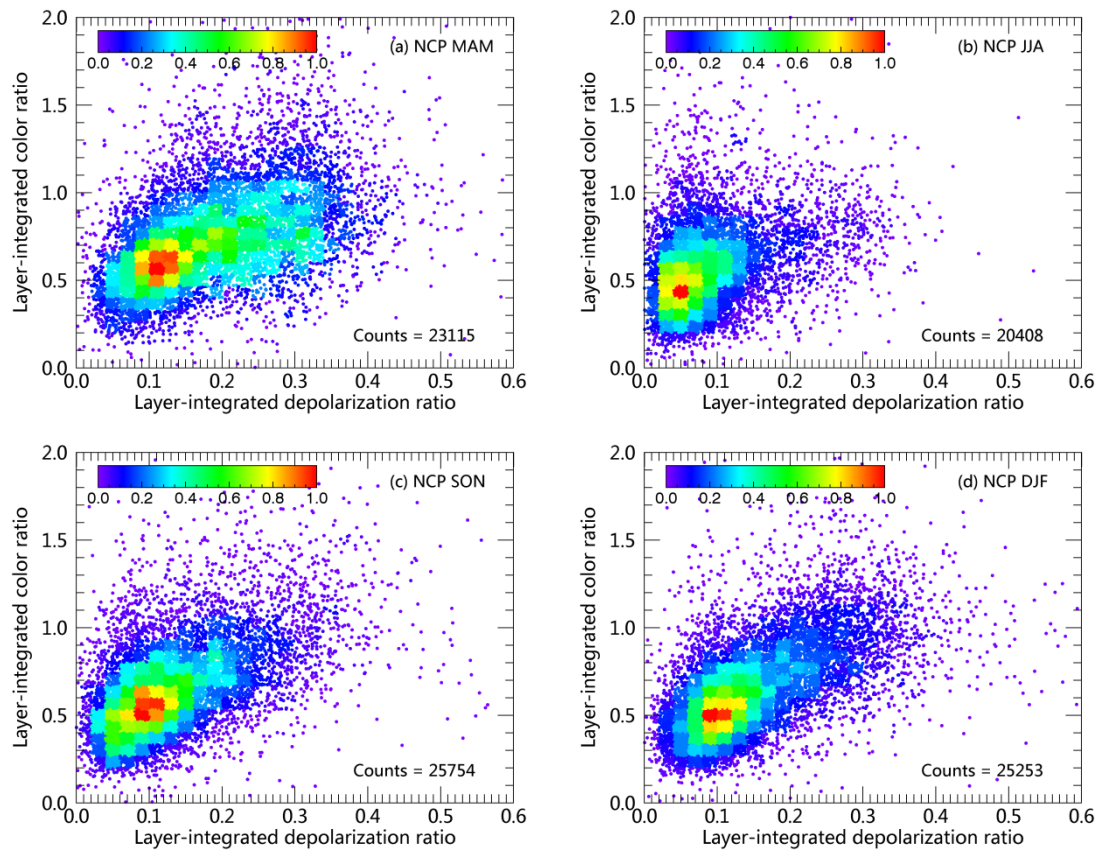 2.0
(a) NCP MAM
0.0 0.2 0.4 0.6 0.8 1.0
1.5
1.0
0.5
Counts = 23115
0.0
0.0 0.1 0.2 0.3 0.4 0.5 0.6
Layer-integrated color ratio
Layer-integrated depolarization ratio
2.0
(b) NCP JJA
0.0 0.2 0.4 0.6 0.8 1.0
1.5
1.0
0.5
Counts = 20408
0.0
0.0 0.1 0.2 0.3 0.4 0.5 0.6
Layer-integrated color ratio
Layer-integrated depolarization ratio
2.0
(c) NCP SON
0.0 0.2 0.4 0.6 0.8 1.0
1.5
1.0
0.5
Counts = 25754
0.0
0.0 0.1 0.2 0.3 0.4 0.5 0.6
Layer-integrated color ratio
Layer-integrated depolarization ratio
2.0
(d) NCP DJF
0.0 0.2 0.4 0.6 0.8 1.0
1.5
1.0
0.5
Counts = 25253
0.0
0.0 0.1 0.2 0.3 0.4 0.5 0.6
Layer-integrated color ratio
Layer-integrated depolarization ratio